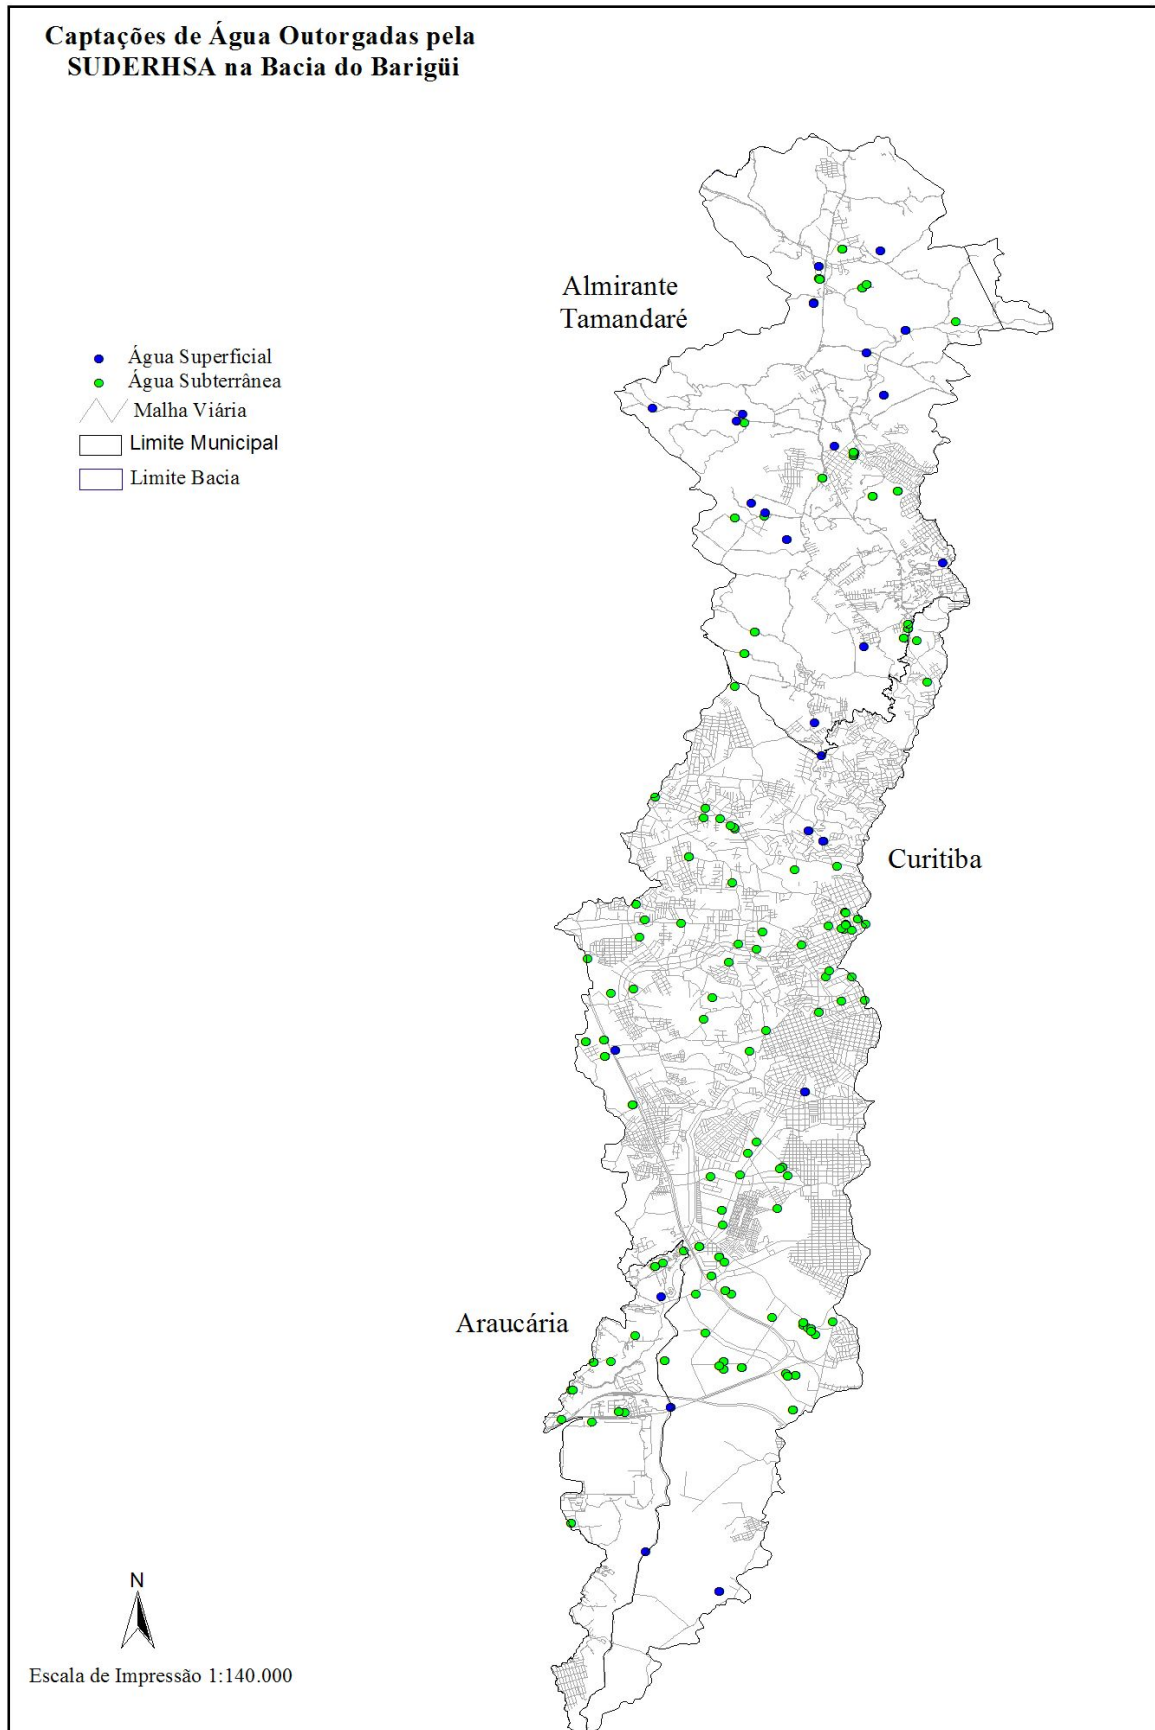 Captações de Água Outorgadas pela
SUDERHSA na Bacia do Barigüi
Almirante
Tamandaré
Água Superficial
Água Subterrânea
Malha Viária
Limite Municipal
Limite Bacia
Curitiba
Araucária
N
Escala de Impressão 1:140.000